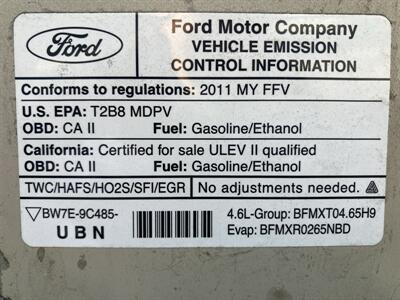 Ford
Ford Motor Company
VEHICLE EMISSION
CONTROL INFORMATION
Conforms to regulations: 2011 MY FFV
U.S. EPA: T2B8 MDPV
OBD: CA II Fuel: Gasoline/Ethanol
California: Certified for sale ULEV II qualified
OBD: CA II Fuel: Gasoline/Ethanol
TWC/HAFS/HO2S/SFI/EGR No adjustments needed.
BW7E-9C485-
UBN
4.6L-Group: BFMXT04.65H9
Evap: BFMXR0265NBD